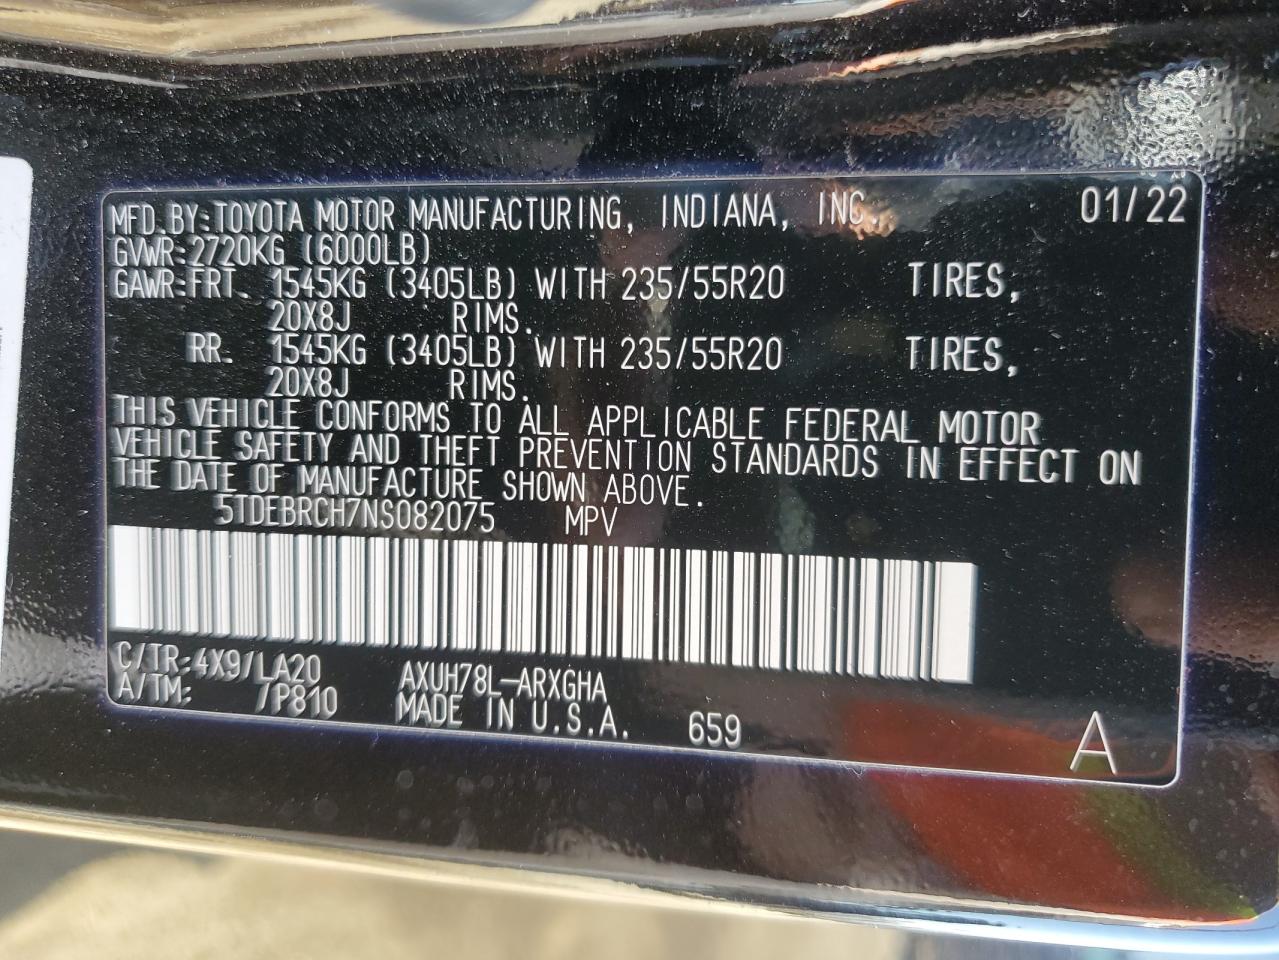 MFD.BY:TOYOTA MOTOR MANUFACTURING, INDIANA, INC. 01/22
GVWR:2720KG (6000LB)
GAWR:FRT. 1545KG (3405LB) WITH 235/55R20 TIRES,
20X8J RIMS.
RR. 1545KG (3405LB) WITH 235/55R20 TIRES,
20X8J RIMS.
THIS VEHICLE CONFORMS TO ALL APPLICABLE FEDERAL MOTOR
VEHICLE SAFETY AND THEFT PREVENTION STANDARDS IN EFFECT ON
THE DATE OF MANUFACTURE SHOWN ABOVE.
5TDEBRCH7NS082075 MPV
C/TR:4X9/LA20 AXUH78L-ARXGHA
A/TM: /P810 MADE IN U.S.A. 659 A